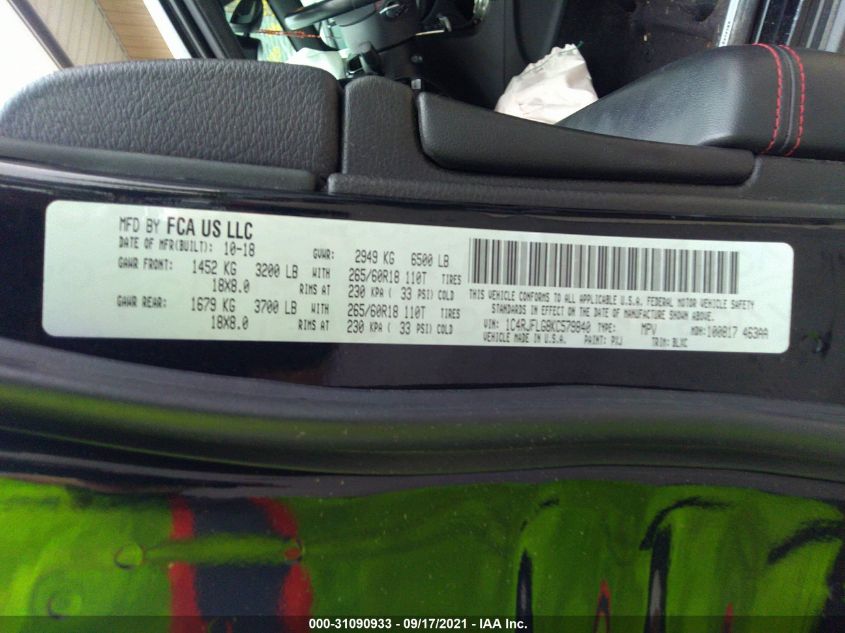 MFD BY FCA US LLC
DATE OF MFR(BUILT): 10-18 GVWR: 2949 KG 6500 LB
GAWR FRONT: 1452 KG 3200 LB WITH 265/60R18 110T TIRES
18X8.0 RIMS AT 230 KPA ( 33 PSI) COLD
GAWR REAR: 1679 KG 3700 LB WITH 265/60R18 110T TIRES
18X8.0 RIMS AT 230 KPA ( 33 PSI) COLD
THIS VEHICLE CONFORMS TO ALL APPLICABLE U.S.A. FEDERAL MOTOR VEHICLE SAFETY
STANDARDS IN EFFECT ON THE DATE OF MANUFACTURE SHOWN ABOVE.
VIN: 1C4RJFLG8KC578840 TYPE: MPV MDH: 100817 463AA
VEHICLE MADE IN U.S.A. PAINT: PXJ TRIM: BLXC
000-31090933 - 09/17/2021 - IAA Inc.